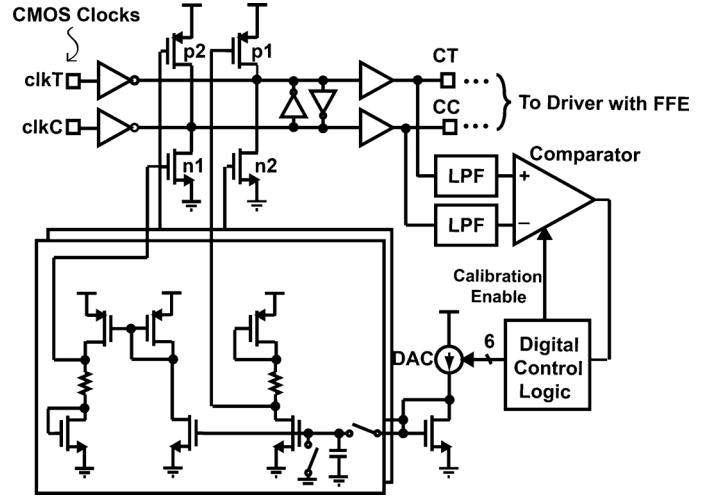 CMOS Clocks
p2
p1
clkT
CT
CC
To Driver with FFE
clkC
n1
n2
Comparator
LPF
+
LPF
–
Calibration
Enable
DAC
6
Digital
Control
Logic